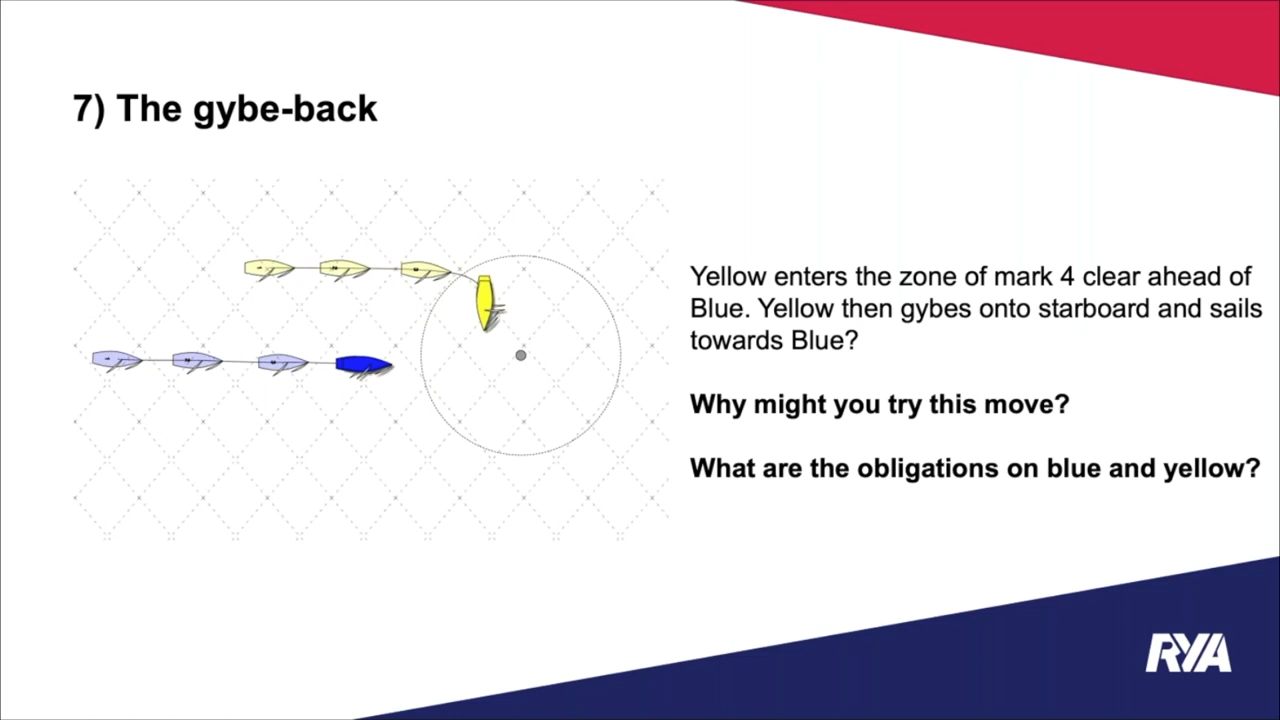 7) The gybe-back
Yellow enters the zone of mark 4 clear ahead of
Blue. Yellow then gybes onto starboard and sails
towards Blue?
Why might you try this move?
What are the obligations on blue and yellow?
RYA